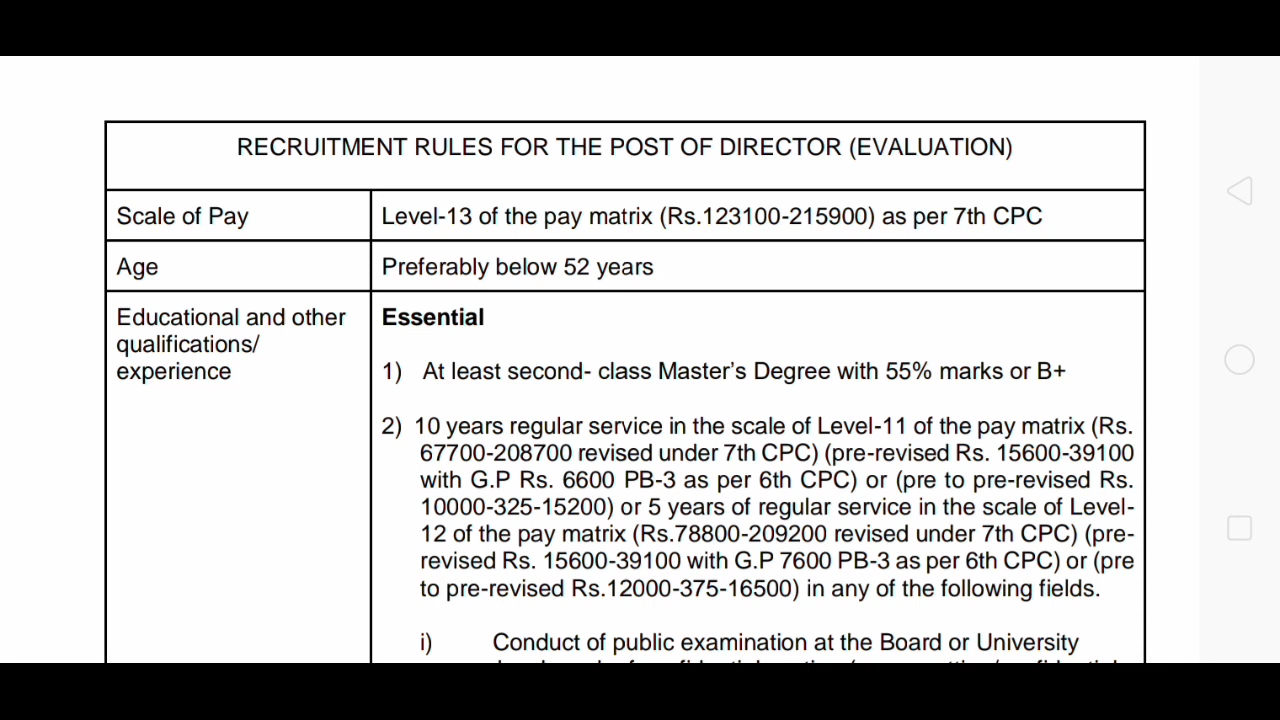 RECRUITMENT RULES FOR THE POST OF DIRECTOR (EVALUATION)
Scale of Pay
Level-13 of the pay matrix (Rs.123100-215900) as per 7th CPC
Age
Preferably below 52 years
Educational and other
qualifications/
experience
Essential
1) At least second- class Master's Degree with 55% marks or B+
2) 10 years regular service in the scale of Level-11 of the pay matrix (Rs.
67700-208700 revised under 7th CPC) (pre-revised Rs. 15600-39100
with G.P Rs. 6600 PB-3 as per 6th CPC) or (pre to pre-revised Rs.
10000-325-15200) or 5 years of regular service in the scale of Level-
12 of the pay matrix (Rs.78800-209200 revised under 7th CPC) (pre-
revised Rs. 15600-39100 with G.P 7600 PB-3 as per 6th CPC) or (pre
to pre-revised Rs.12000-375-16500) in any of the following fields.
i) Conduct of public examination at the Board or University